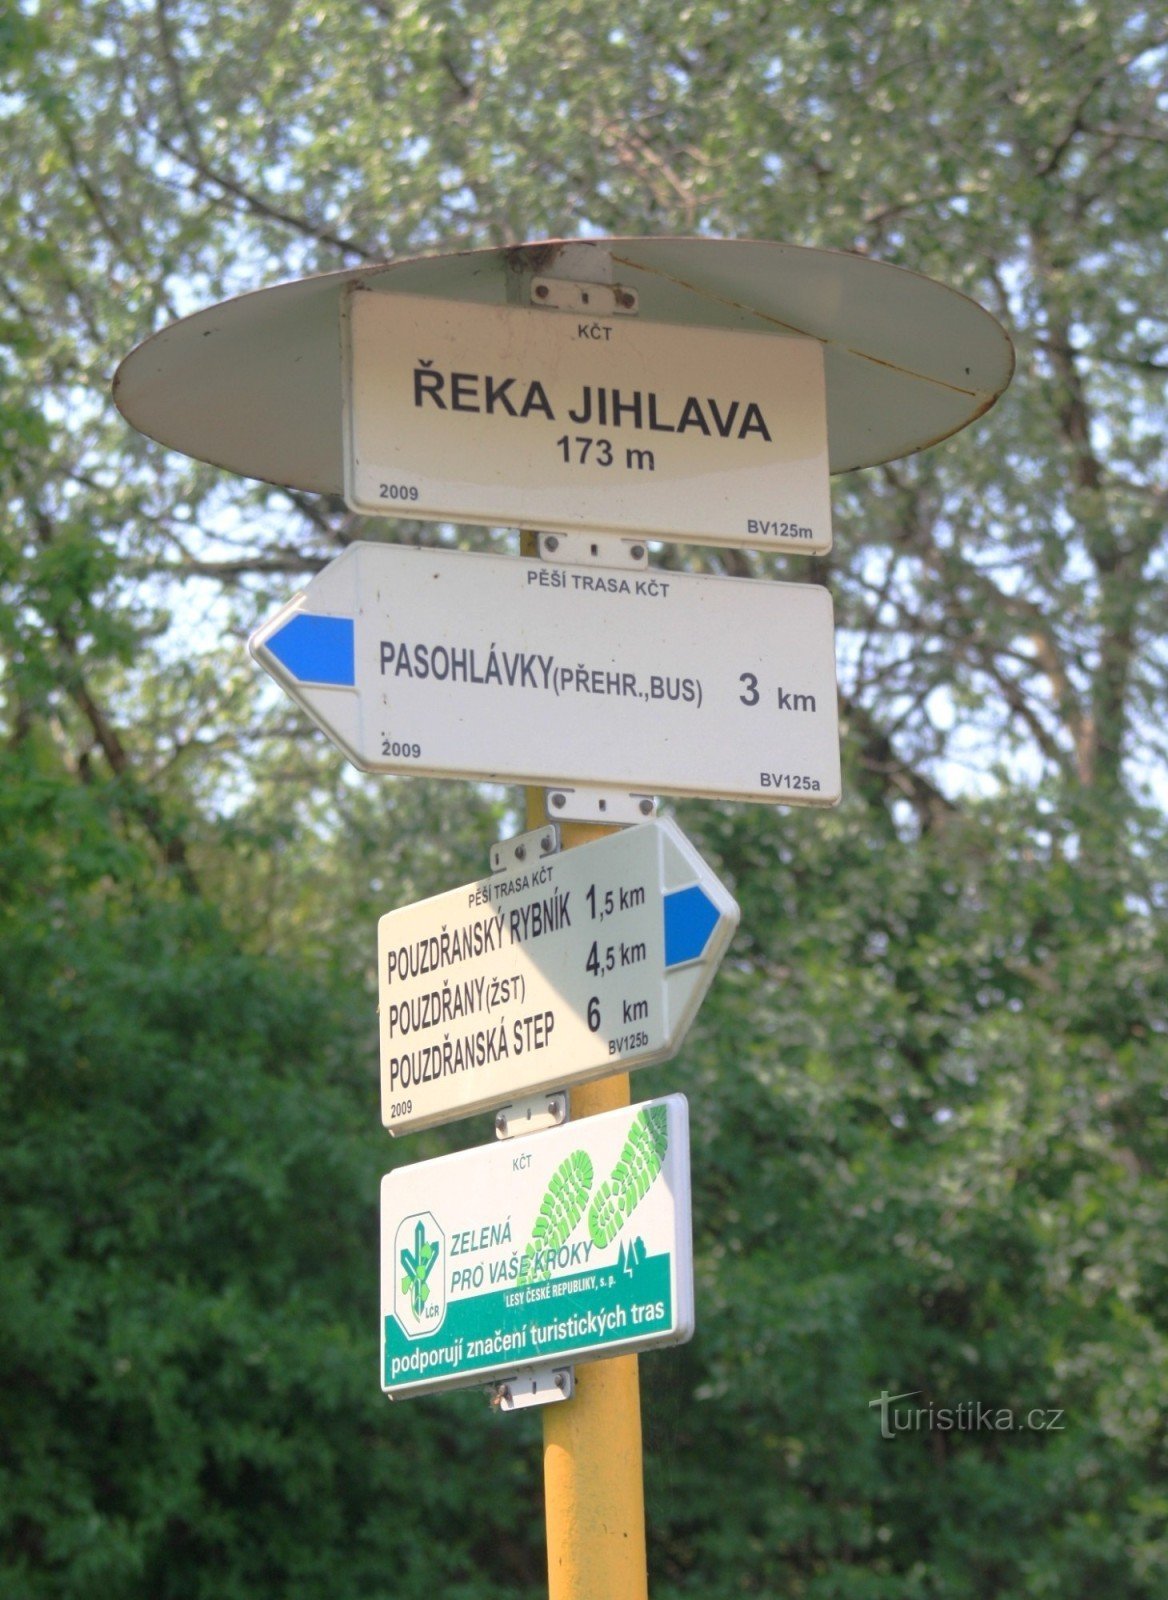 KČT
ŘEKA JIHLAVA
173 m
2009
BV125m
PĚŠÍ TRASA KČT
PASOHLÁVKY(PŘEHR.,BUS) 3 km
2009
BV125a
PĚŠÍ TRASA KČT
POUZDŘANSKÝ RYBNÍK 1,5 km
POUZDŘANY(ŽST) 4,5 km
POUZDŘANSKÁ STEP 6 km
2009
BV125b
KČT
ZELENÁ
PRO VAŠE KROKY
LČR
LESY ČESKÉ REPUBLIKY, s. p.
podporují značení turistických tras
Turistika.cz